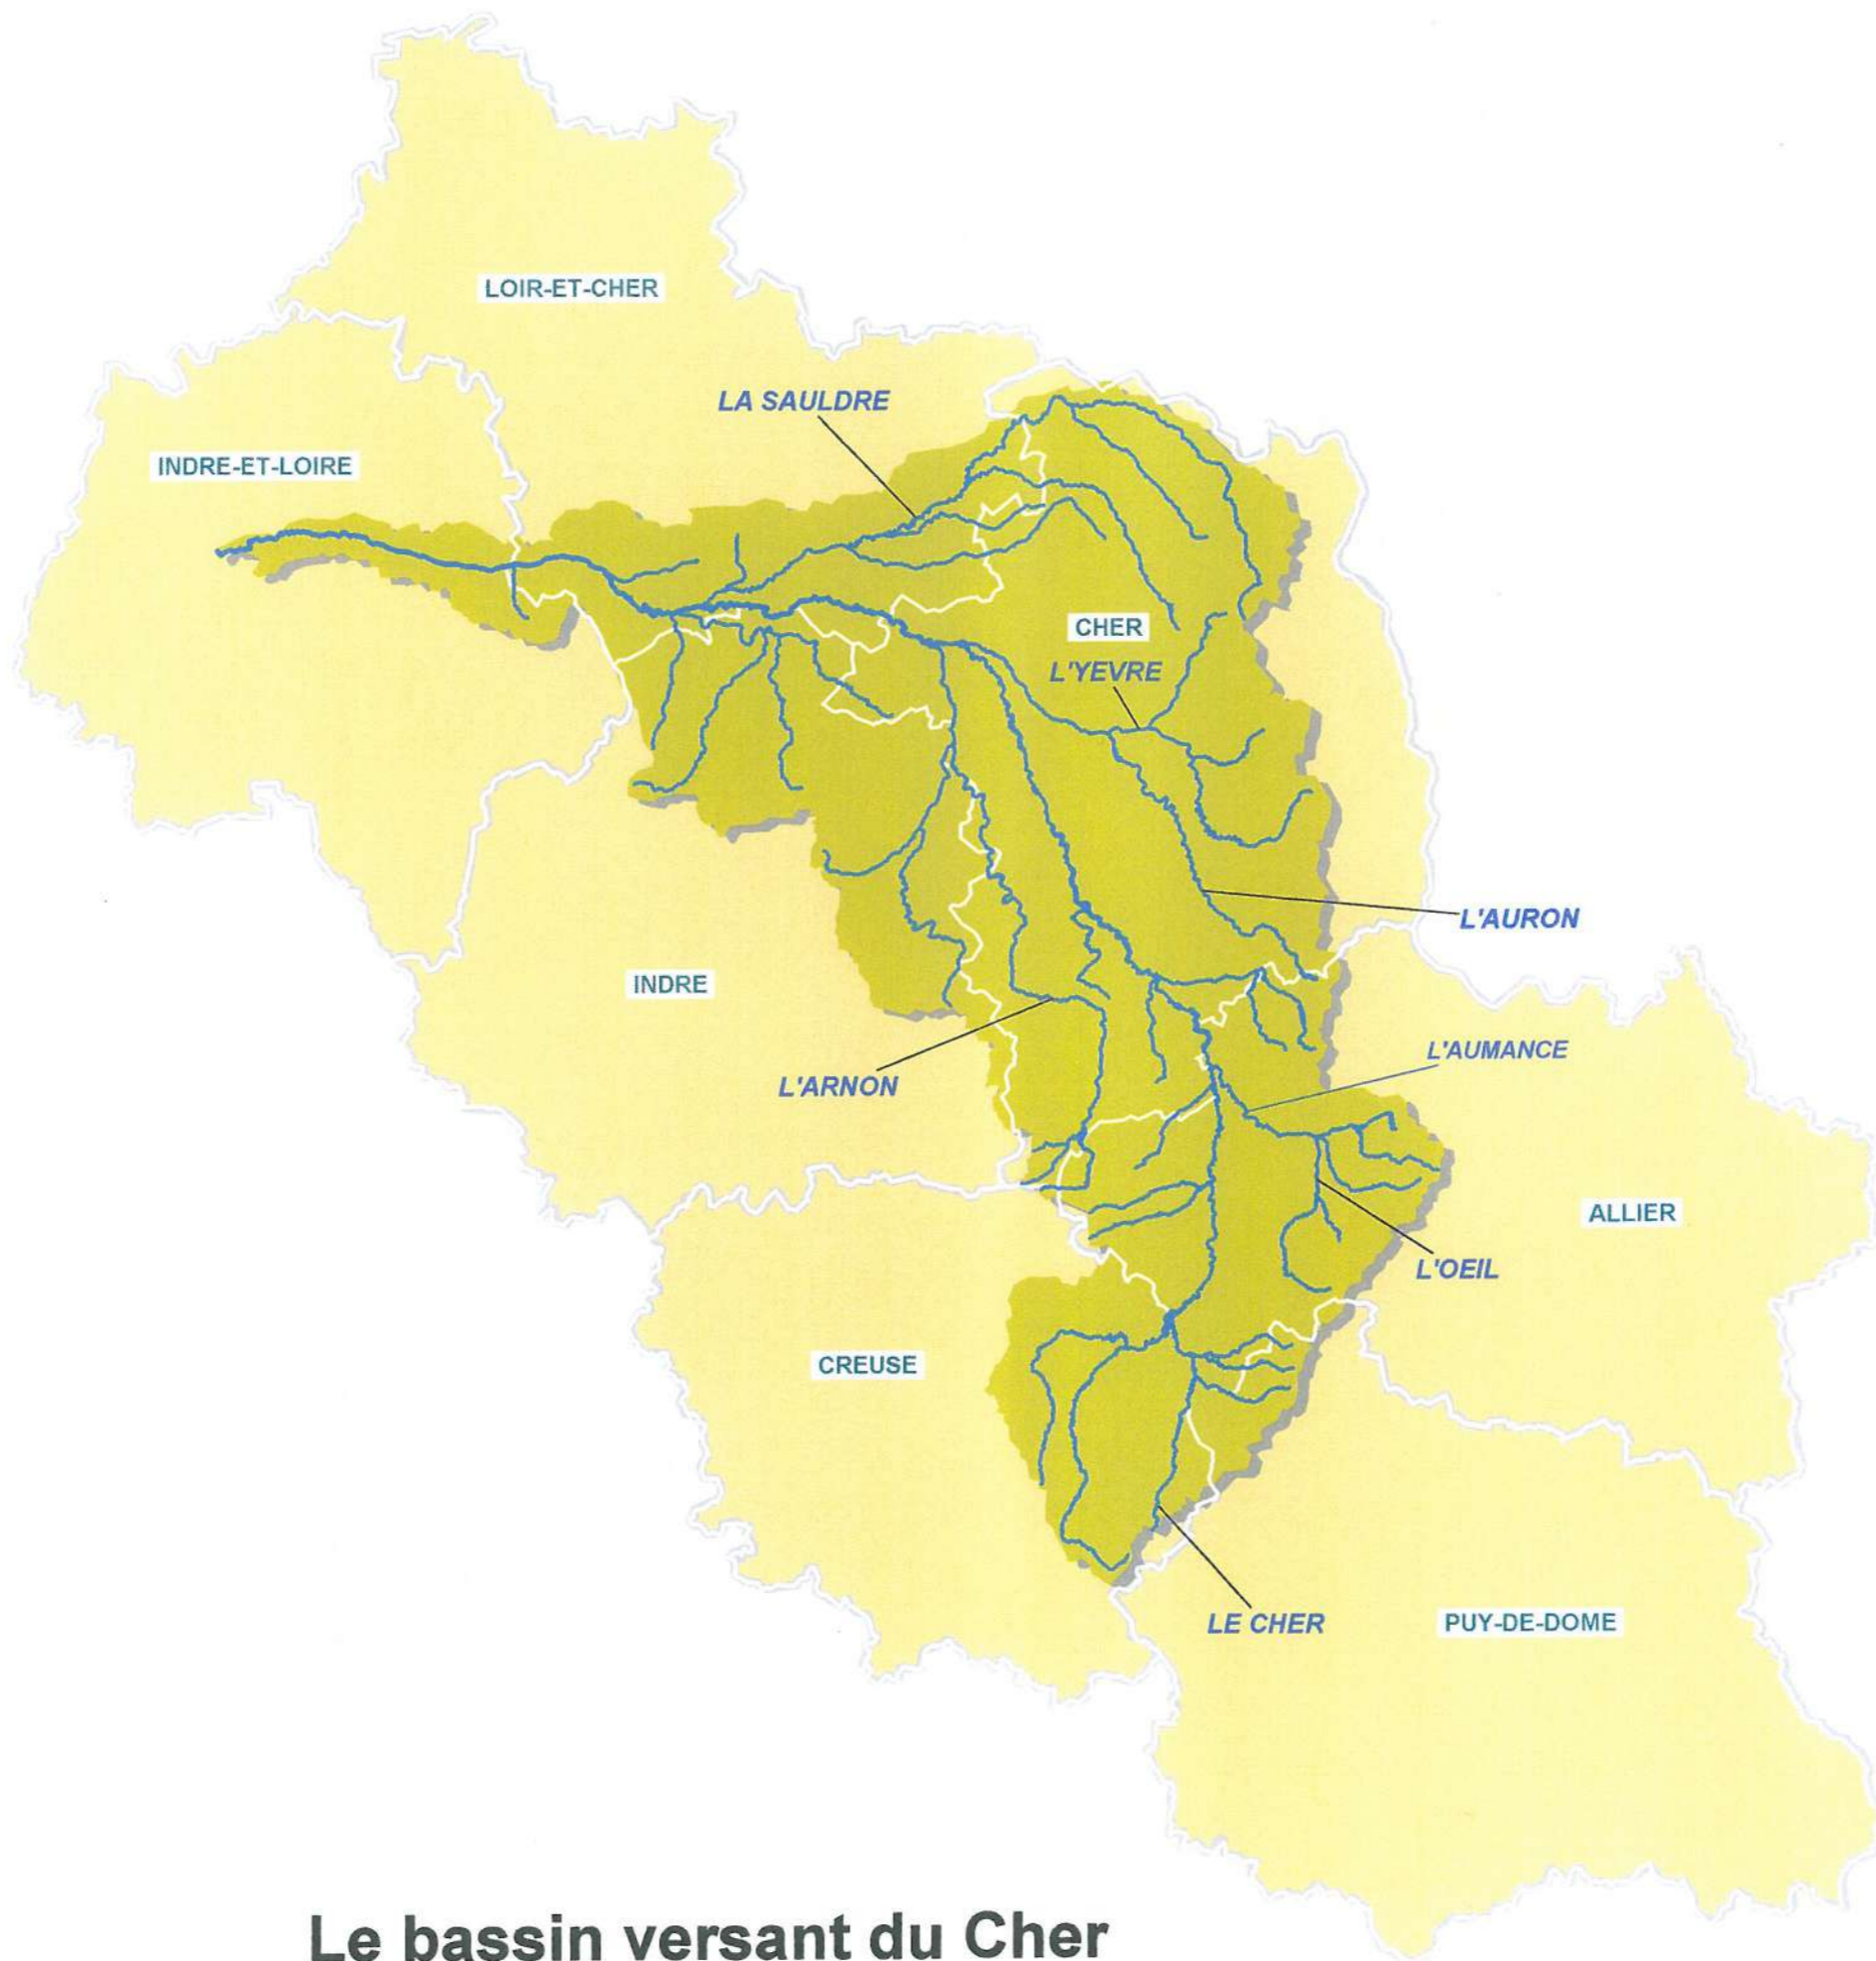 LOIR-ET-CHER
LA SAULDRE
INDRE-ET-LOIRE
CHER
L'YEVRE
L'AURON
INDRE
L'AUMANCE
L'ARNON
ALLIER
L'OEIL
CREUSE
LE CHER
PUY-DE-DOME
Le bassin versant du Cher